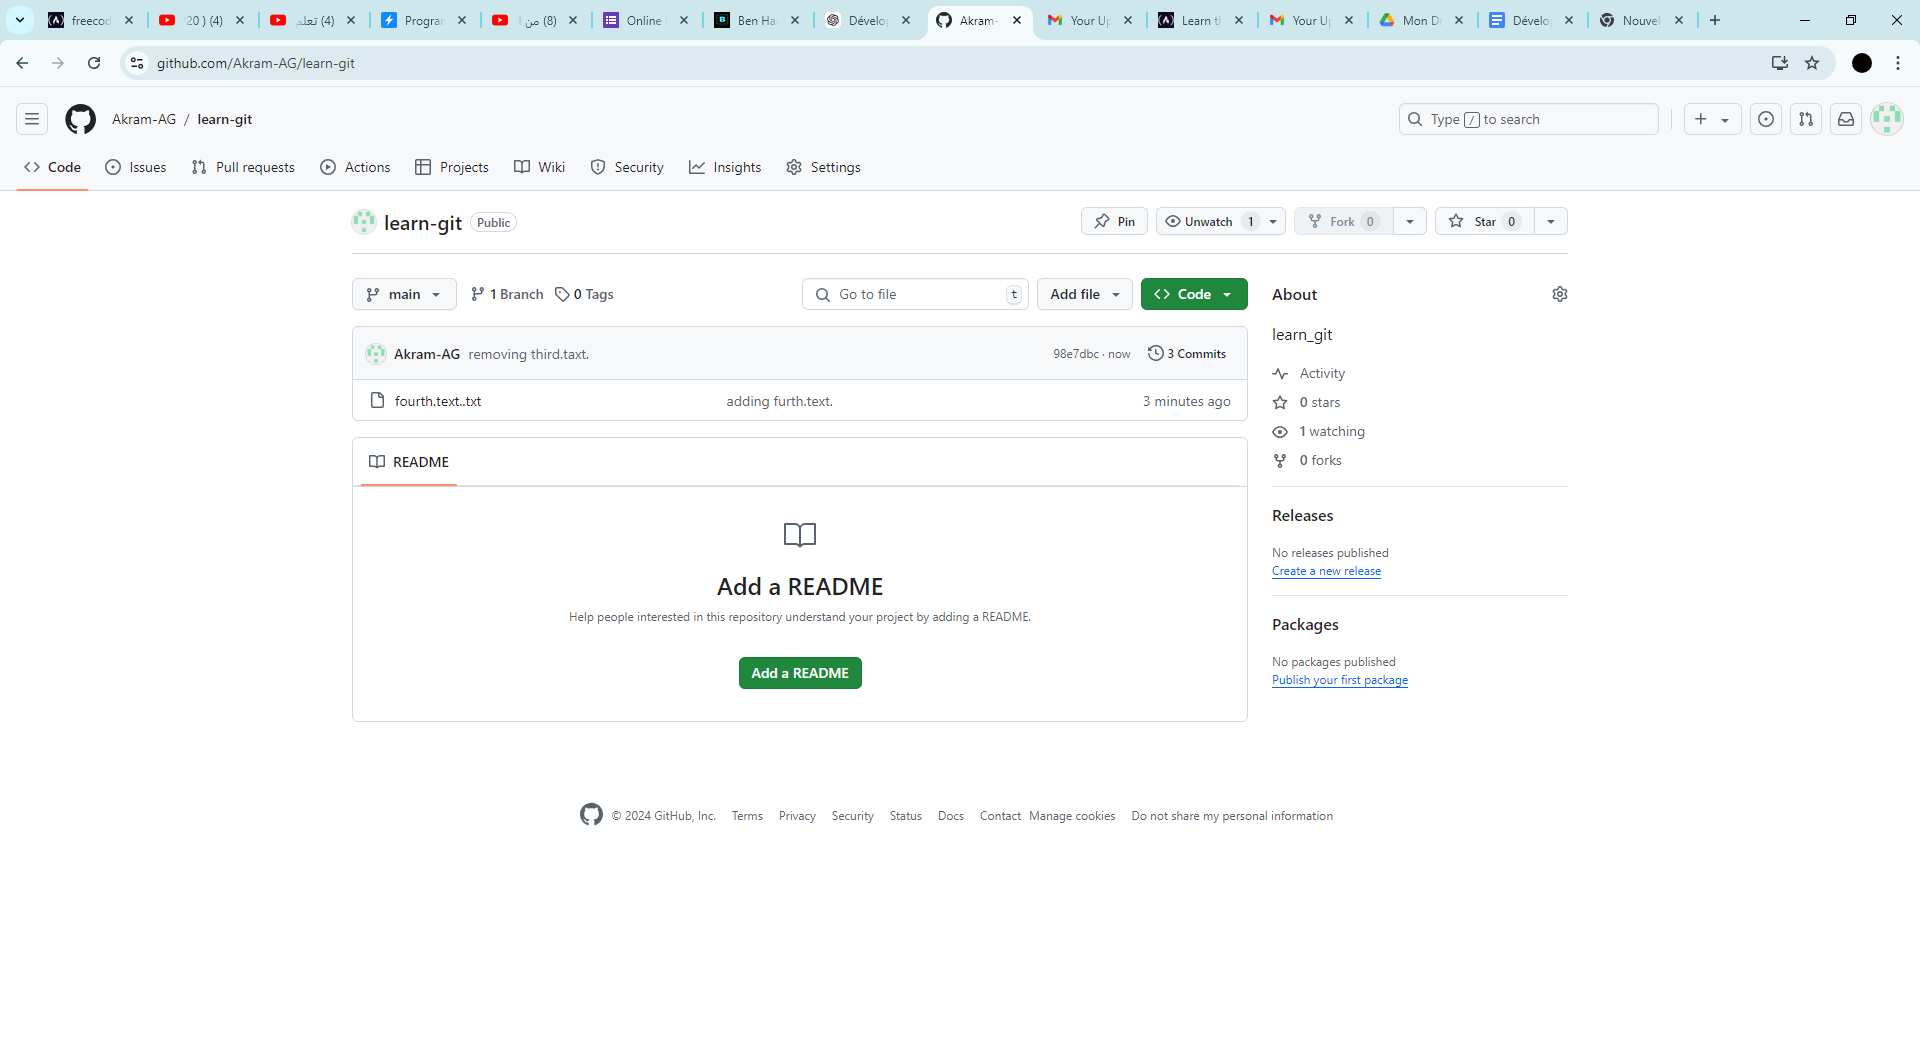 freecod
(4) ( 20'
(4) تعلم
Progran
(8) من ا
Online
Ben Ha
Dévelo
Akram-
Your Up
Learn t
Your Up
Mon D
Dévelo
Nouvel
github.com/Akram-AG/learn-git
Akram-AG / learn-git
Type / to search
Code
Issues
Pull requests
Actions
Projects
Wiki
Security
Insights
Settings
learn-git Public
Pin
Unwatch 1
Fork 0
Star 0
main
1 Branch
0 Tags
Go to file t
Add file
Code
About
learn_git
Akram-AG removing third.taxt. 98e7dbc · now 3 Commits
fourth.text..txt adding furth.text. 3 minutes ago
Activity
0 stars
1 watching
0 forks
README
Add a README
Help people interested in this repository understand your project by adding a README.
Add a README
Releases
No releases published
Create a new release
Packages
No packages published
Publish your first package
© 2024 GitHub, Inc. Terms Privacy Security Status Docs Contact Manage cookies Do not share my personal information